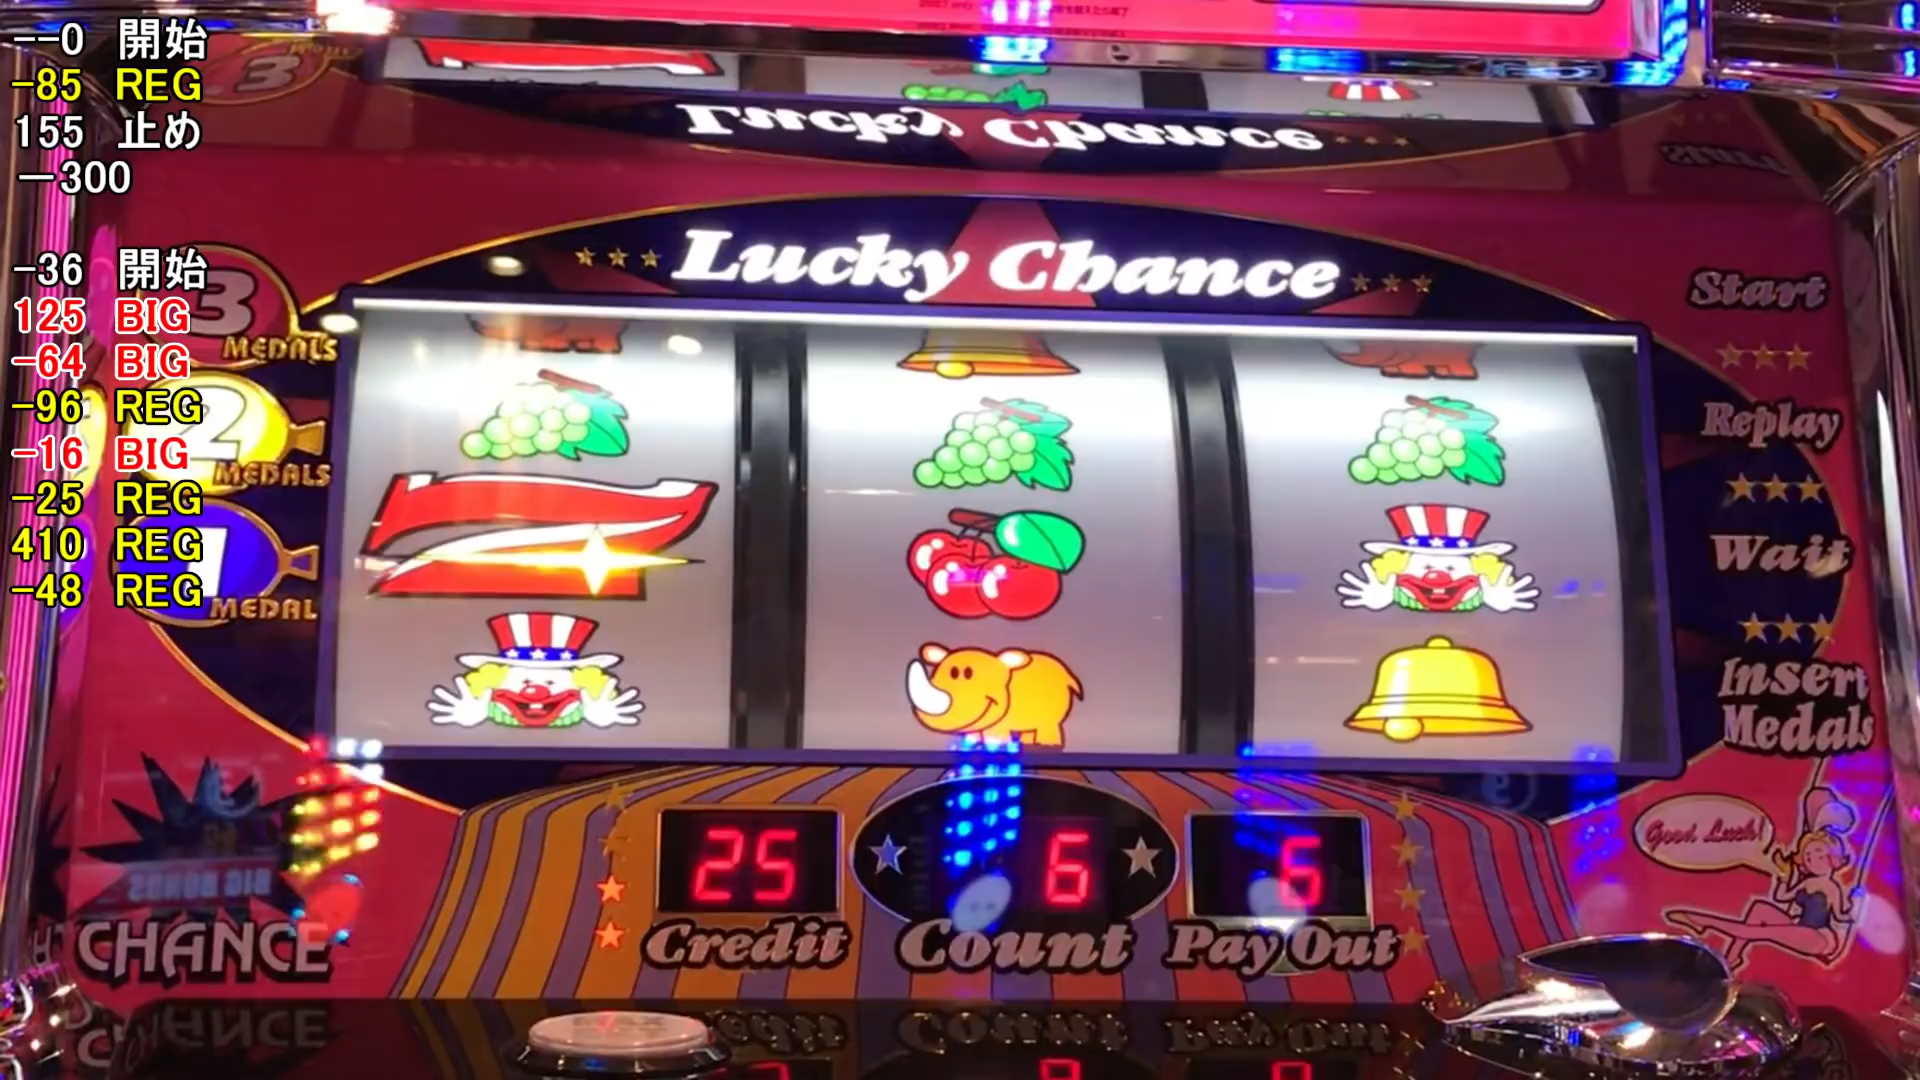 --0 開始
-85 REG
155 止め
－300
-36 開始
125 BIG
-64 BIG
-96 REG
-16 BIG
-25 REG
410 REG
-48 REG
Lucky Chance
Lucky Chance
3 MEDALS
2 MEDALS
1 MEDAL
Start
Replay
Wait
Insert
Medals
Good Luck!
25 6 6
Credit Count Pay Out
CHANCE